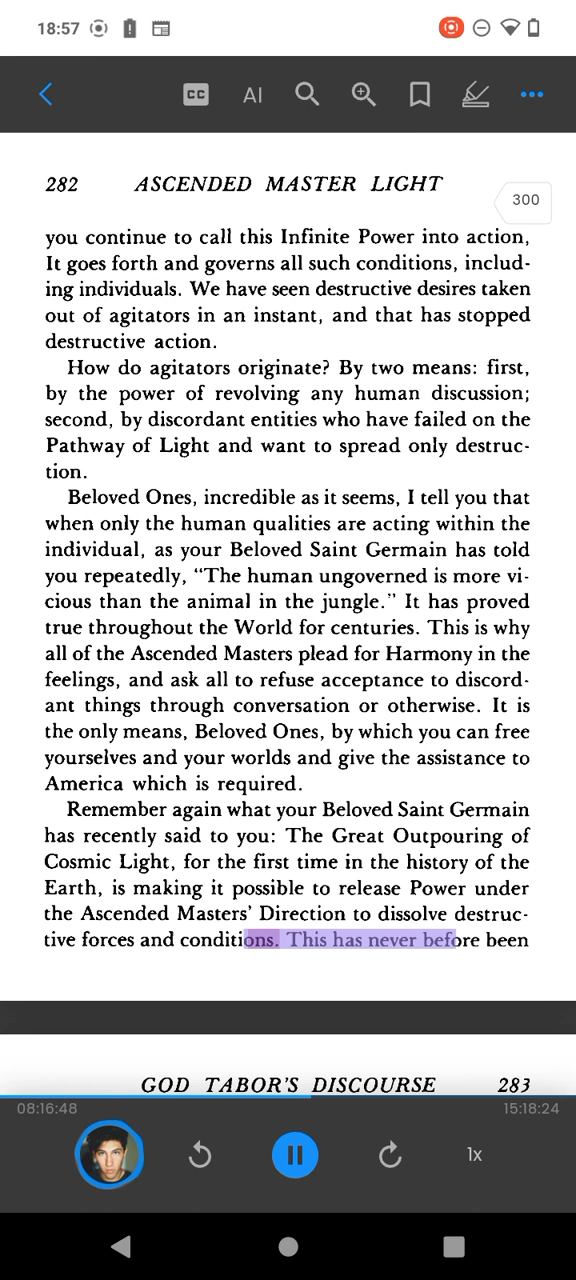 18:57
CC AI
282 ASCENDED MASTER LIGHT
300
you continue to call this Infinite Power into action,
It goes forth and governs all such conditions, includ-
ing individuals. We have seen destructive desires taken
out of agitators in an instant, and that has stopped
destructive action.
How do agitators originate? By two means: first,
by the power of revolving any human discussion;
second, by discordant entities who have failed on the
Pathway of Light and want to spread only destruc-
tion.
Beloved Ones, incredible as it seems, I tell you that
when only the human qualities are acting within the
individual, as your Beloved Saint Germain has told
you repeatedly, “The human ungoverned is more vi-
cious than the animal in the jungle.” It has proved
true throughout the World for centuries. This is why
all of the Ascended Masters plead for Harmony in the
feelings, and ask all to refuse acceptance to discord-
ant things through conversation or otherwise. It is
the only means, Beloved Ones, by which you can free
yourselves and your worlds and give the assistance to
America which is required.
Remember again what your Beloved Saint Germain
has recently said to you: The Great Outpouring of
Cosmic Light, for the first time in the history of the
Earth, is making it possible to release Power under
the Ascended Masters’ Direction to dissolve destruc-
tive forces and conditions. This has never before been
GOD TABOR’S DISCOURSE 283
08:16:48 15:18:24
1x